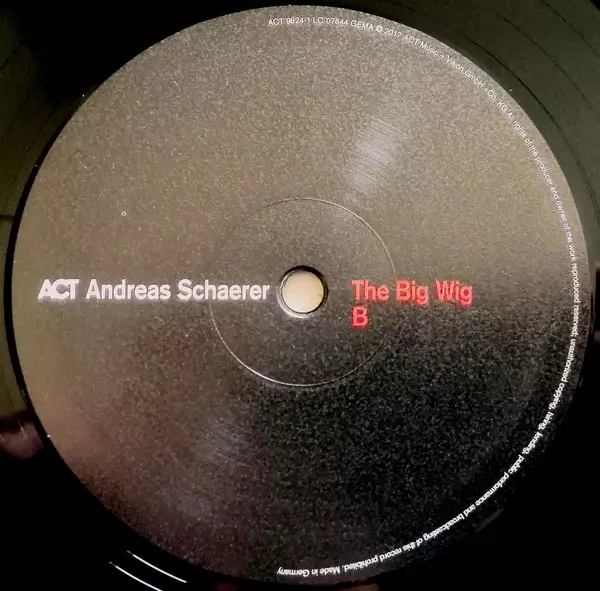 ACT 9824-1 LC 07644 GEMA © 2017 ACT Music + Vision GmbH + Co. KG All rights of the producer and owner of the work reproduced reserved; unauthorized copying, hiring, lending, public performance and broadcasting of this record prohibited. Made in Germany
ACT Andreas Schaerer
The Big Wig
B